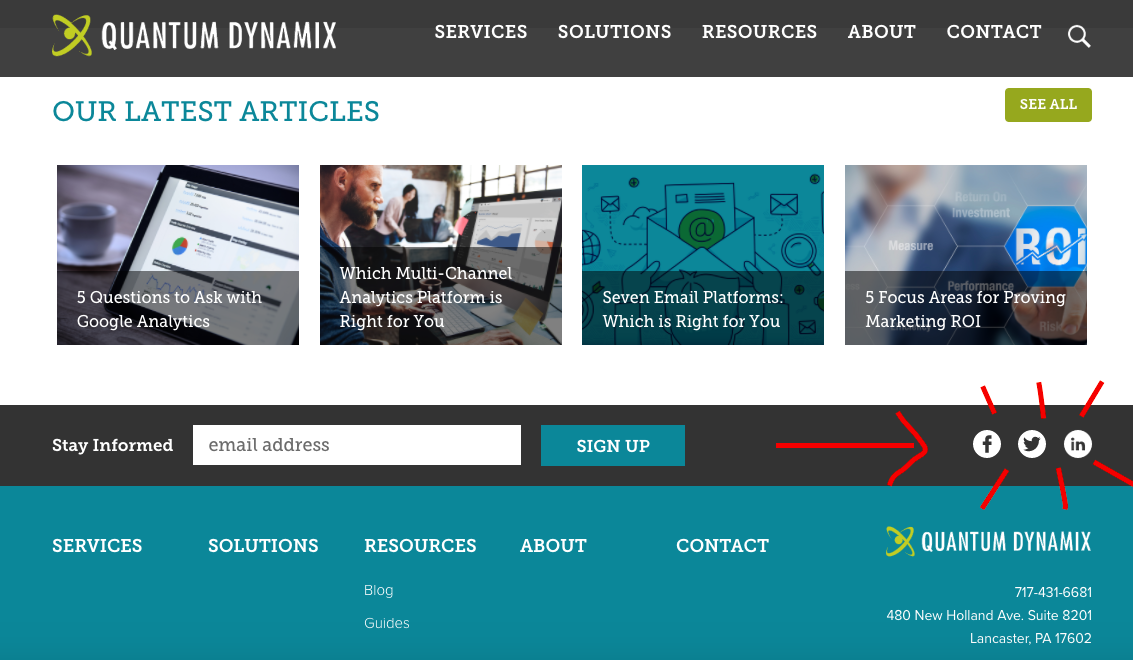 QUANTUM DYNAMIX
SERVICES SOLUTIONS RESOURCES ABOUT CONTACT
OUR LATEST ARTICLES
SEE ALL
5 Questions to Ask with
Google Analytics
Which Multi-Channel
Analytics Platform is
Right for You
@
Seven Email Platforms:
Which is Right for You
Return On
Investment
Measure
ROI
Performance
Risk
5 Focus Areas for Proving
Marketing ROI
Stay Informed
email address
SIGN UP
f
in
SERVICES SOLUTIONS RESOURCES ABOUT CONTACT
Blog
Guides
QUANTUM DYNAMIX
717-431-6681
480 New Holland Ave. Suite 8201
Lancaster, PA 17602